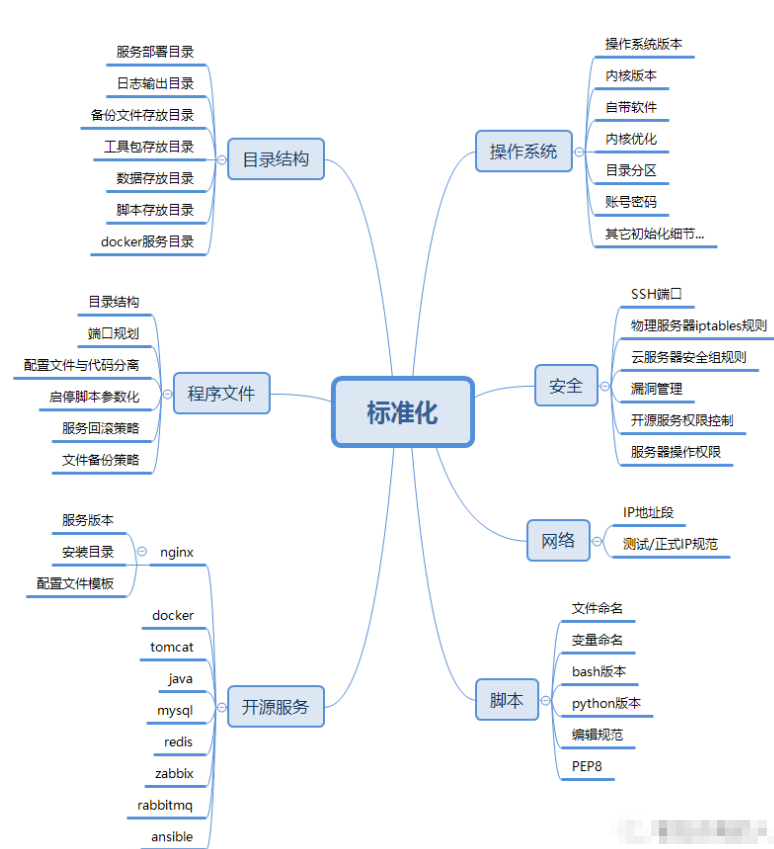 标准化
目录结构
服务部署目录
日志输出目录
备份文件存放目录
工具包存放目录
数据存放目录
脚本存放目录
docker服务目录
程序文件
目录结构
端口规划
配置文件与代码分离
启停脚本参数化
服务回滚策略
文件备份策略
开源服务
nginx
服务版本
安装目录
配置文件模板
docker
tomcat
java
mysql
redis
zabbix
rabbitmq
ansible
操作系统
操作系统版本
内核版本
自带软件
内核优化
目录分区
账号密码
其它初始化细节...
安全
SSH端口
物理服务器iptables规则
云服务器安全组规则
漏洞管理
开源服务权限控制
服务器操作权限
网络
IP地址段
测试/正式IP规范
脚本
文件命名
变量命名
bash版本
python版本
编辑规范
PEP8